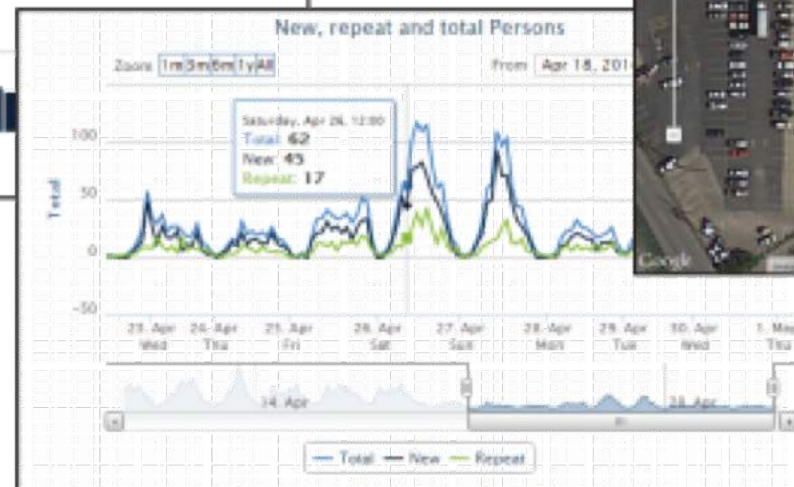 New, repeat and total Persons
Zoom 1m 3m 6m 1y All
From Apr 18, 201
Saturday, Apr 26, 12:00
Total: 62
New: 45
Repeat: 17
Total
100
50
0
-50
23. Apr 24. Apr 25. Apr 26. Apr 27. Apr 28. Apr 29. Apr 30. Apr 1. May
Wed Thu Fri Sat Sun Mon Tue Wed Thu
14. Apr 28. Apr
Total New Repeat
Google